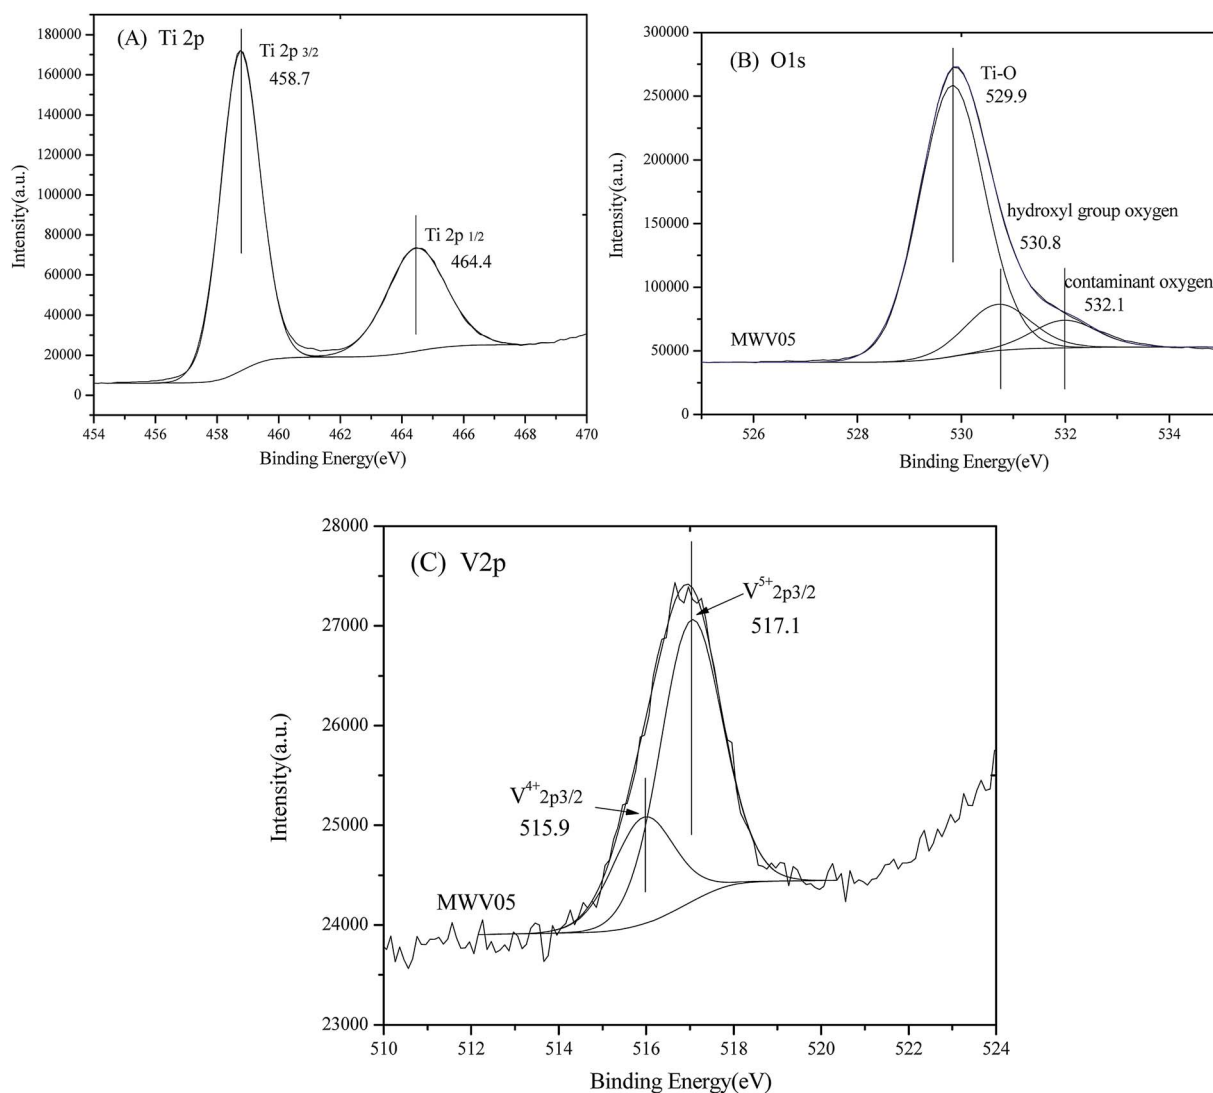 (A) Ti 2p
Ti 2p 3/2
458.7
Ti 2p 1/2
464.4
180000
160000
140000
120000
100000
80000
60000
40000
20000
0
Intensity(a.u.)
454 456 458 460 462 464 466 468 470
Binding Energy(eV)
(B) O1s
Ti-O
529.9
hydroxyl group oxygen
530.8
contaminant oxygen
532.1
MWV05
300000
250000
200000
150000
100000
50000
0
Intensity(a.u.)
526 528 530 532 534
Binding Energy(eV)
(C) V2p
V5+2p3/2
517.1
V4+2p3/2
515.9
MWV05
28000
27000
26000
25000
24000
23000
Intensity(a.u.)
510 512 514 516 518 520 522 524
Binding Energy(eV)